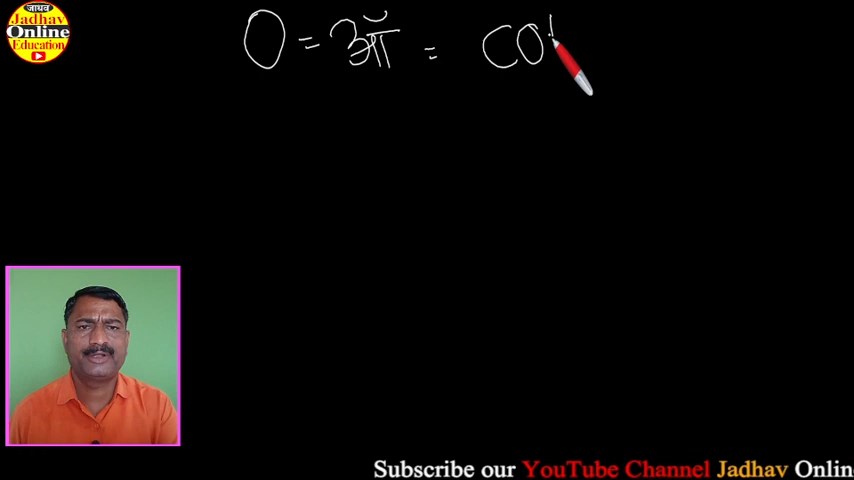 जाधव
Jadhav
Online
Education
O = ऑ = CO
Subscribe our YouTube Channel Jadhav Onlin